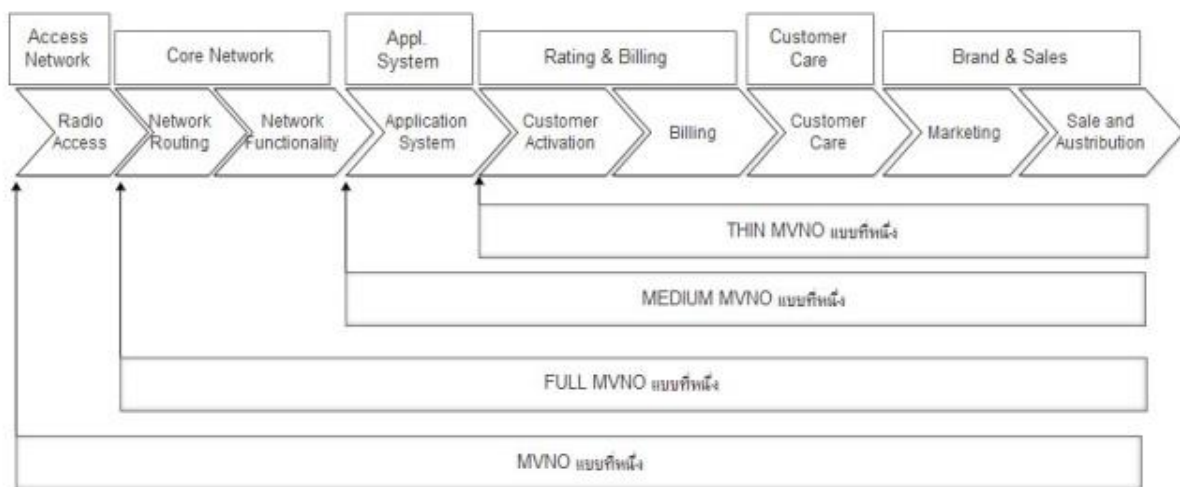 Access
Network
Core Network
Appl.
System
Rating & Billing
Customer
Care
Brand & Sales
Radio
Access
Network
Routing
Network
Functionality
Application
System
Customer
Activation
Billing
Customer
Care
Marketing
Sale and
Austribution
THIN MVNO แบบที่หนึ่ง
MEDIUM MVNO แบบที่หนึ่ง
FULL MVNO แบบที่หนึ่ง
MVNO แบบที่หนึ่ง